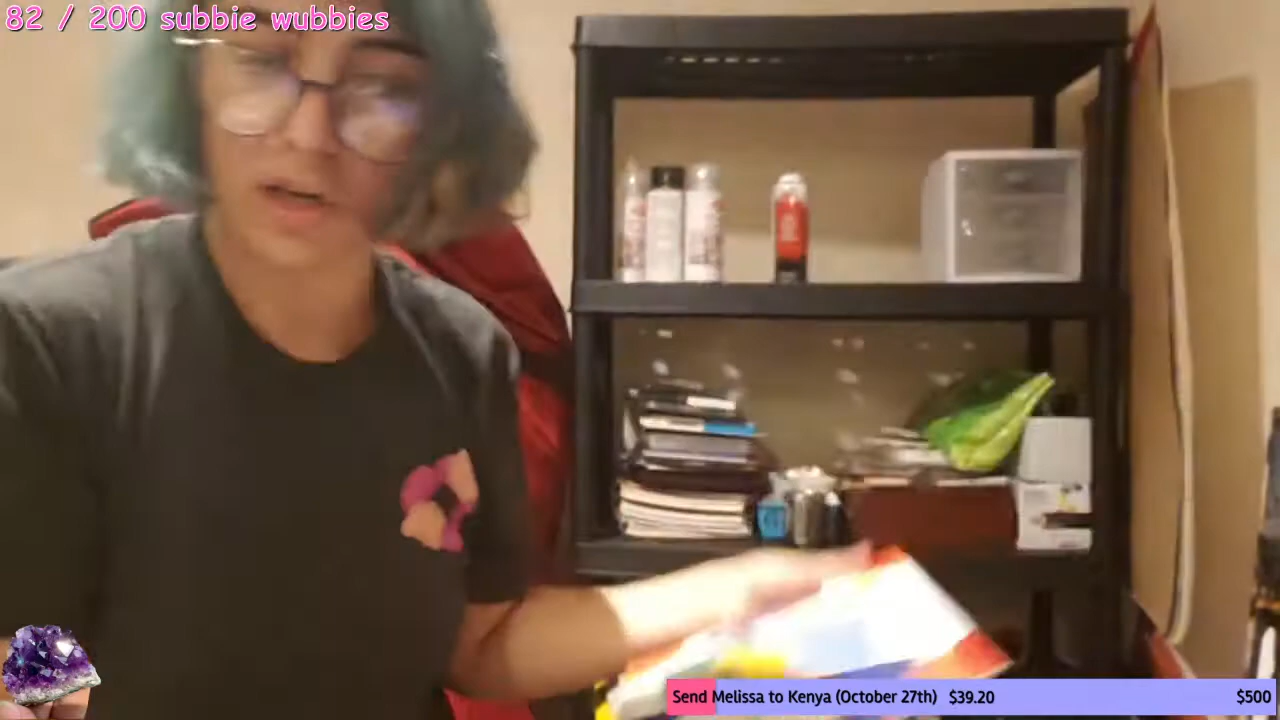 82 / 200 subbie wubbies
Send Melissa to Kenya (October 27th) $39.20 $500